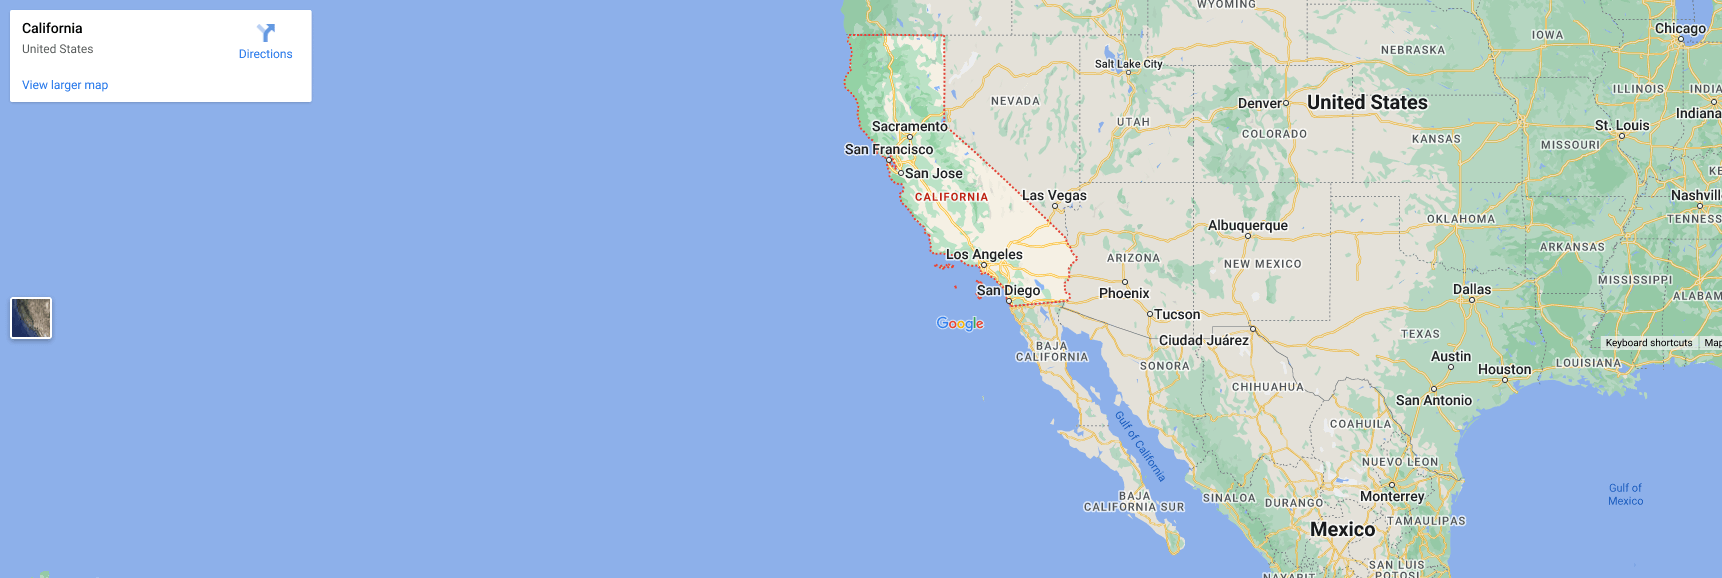 California
United States
Directions
View larger map
WYOMING
Chicago
IOWA
NEBRASKA
Salt Lake City
ILLINOIS
INDIA
NEVADA
Denver
United States
Indiana
UTAH
Sacramento
COLORADO
KANSAS
St. Louis
MISSOURI
San Francisco
San Jose
KE
CALIFORNIA
Las Vegas
Nashvill
Albuquerque
OKLAHOMA
TENNESS
ARKANSAS
Los Angeles
ARIZONA
NEW MEXICO
MISSISSIPPI
San Diego
Phoenix
Dallas
ALABAM
Tucson
Google
Ciudad Juárez
TEXAS
Keyboard shortcuts
Map
BAJA
CALIFORNIA
SONORA
Austin
Houston
LOUISIANA
CHIHUAHUA
San Antonio
Gulf of California
COAHUILA
NUEVO LEON
BAJA
CALIFORNIA SUR
SINALOA
DURANGO
Monterrey
Gulf of
Mexico
Mexico
TAMAULIPAS
SAN LUIS
POTOSI
NAYARIT